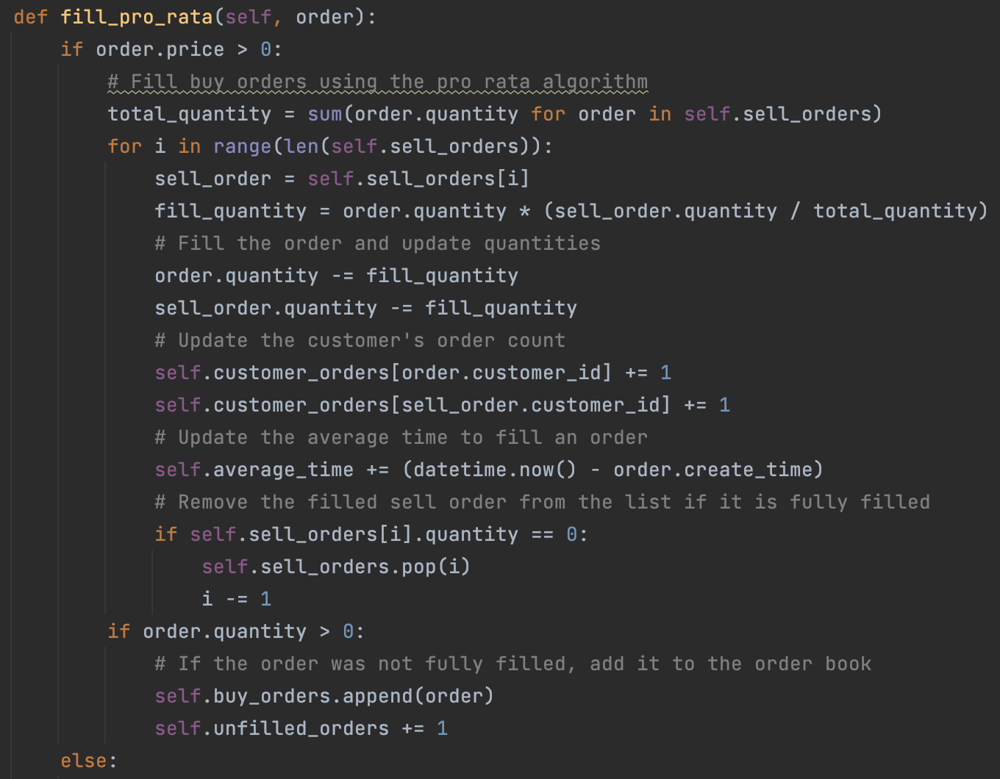 def fill_pro_rata(self, order):
    if order.price > 0:
        # Fill buy orders using the pro rata algorithm
        total_quantity = sum(order.quantity for order in self.sell_orders)
        for i in range(len(self.sell_orders)):
            sell_order = self.sell_orders[i]
            fill_quantity = order.quantity * (sell_order.quantity / total_quantity)
            # Fill the order and update quantities
            order.quantity -= fill_quantity
            sell_order.quantity -= fill_quantity
            # Update the customer's order count
            self.customer_orders[order.customer_id] += 1
            self.customer_orders[sell_order.customer_id] += 1
            # Update the average time to fill an order
            self.average_time += (datetime.now() - order.create_time)
            # Remove the filled sell order from the list if it is fully filled
            if self.sell_orders[i].quantity == 0:
                self.sell_orders.pop(i)
                i -= 1
        if order.quantity > 0:
            # If the order was not fully filled, add it to the order book
            self.buy_orders.append(order)
            self.unfilled_orders += 1
    else: